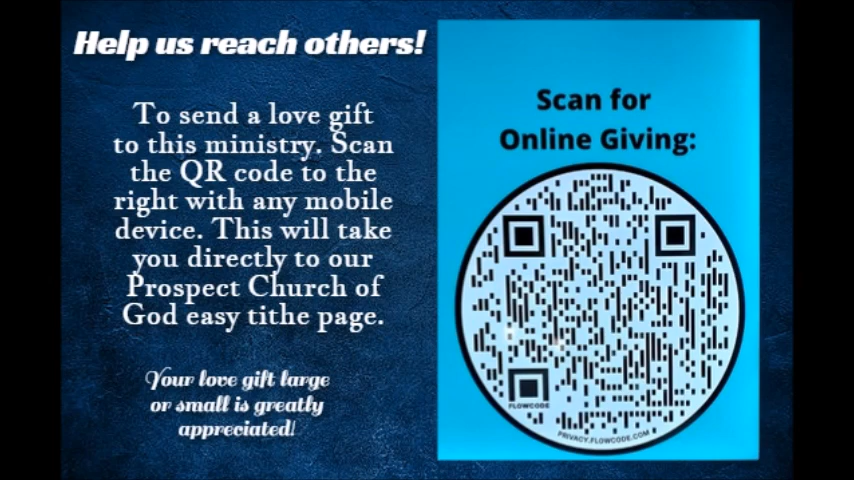 Help us reach others!
To send a love gift
to this ministry. Scan
the QR code to the
right with any mobile
device. This will take
you directly to our
Prospect Church of
God easy tithe page.
Your love gift large
or small is greatly
appreciated!
Scan for
Online Giving:
FLOWCODE
PRIVACY.FLOWCODE.COM